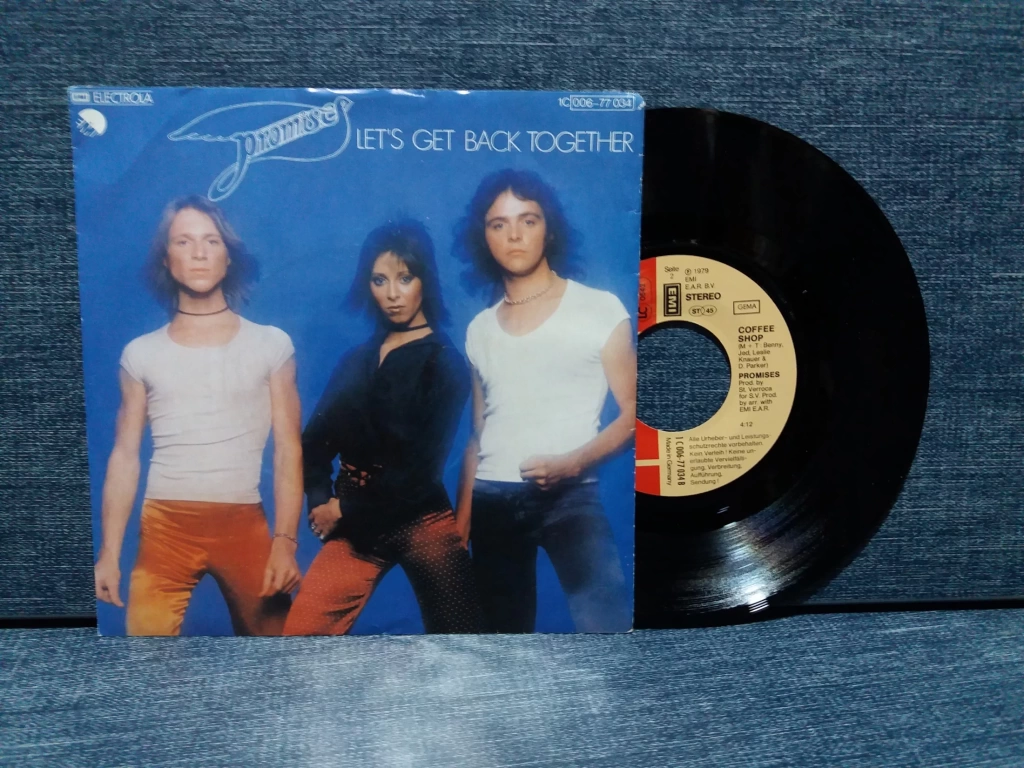 EMI ELECTROLA
1C 006-77 034
promises
LET'S GET BACK TOGETHER
Seite
2
℗ 1978
EMI
E.A.R. B.V.
EMI
STEREO
ST 45
GEMA
COFFEE
SHOP
(M + T Benny,
Jed, Leslie
Knauer &
D. Parker)
PROMISES
Prod. by
St. Verroca
for S.V. Prod.
by arr. with
EMI E.A.R.
4:12
1 C 006-77 034 B
Made in Germany
Alle Urheber- und Leistungs-
schutzrechte vorbehalten.
Kein Verleih! Keine un-
erlaubte Vervielfälti-
gung, Verbreitung,
Aufführung,
Sendung!